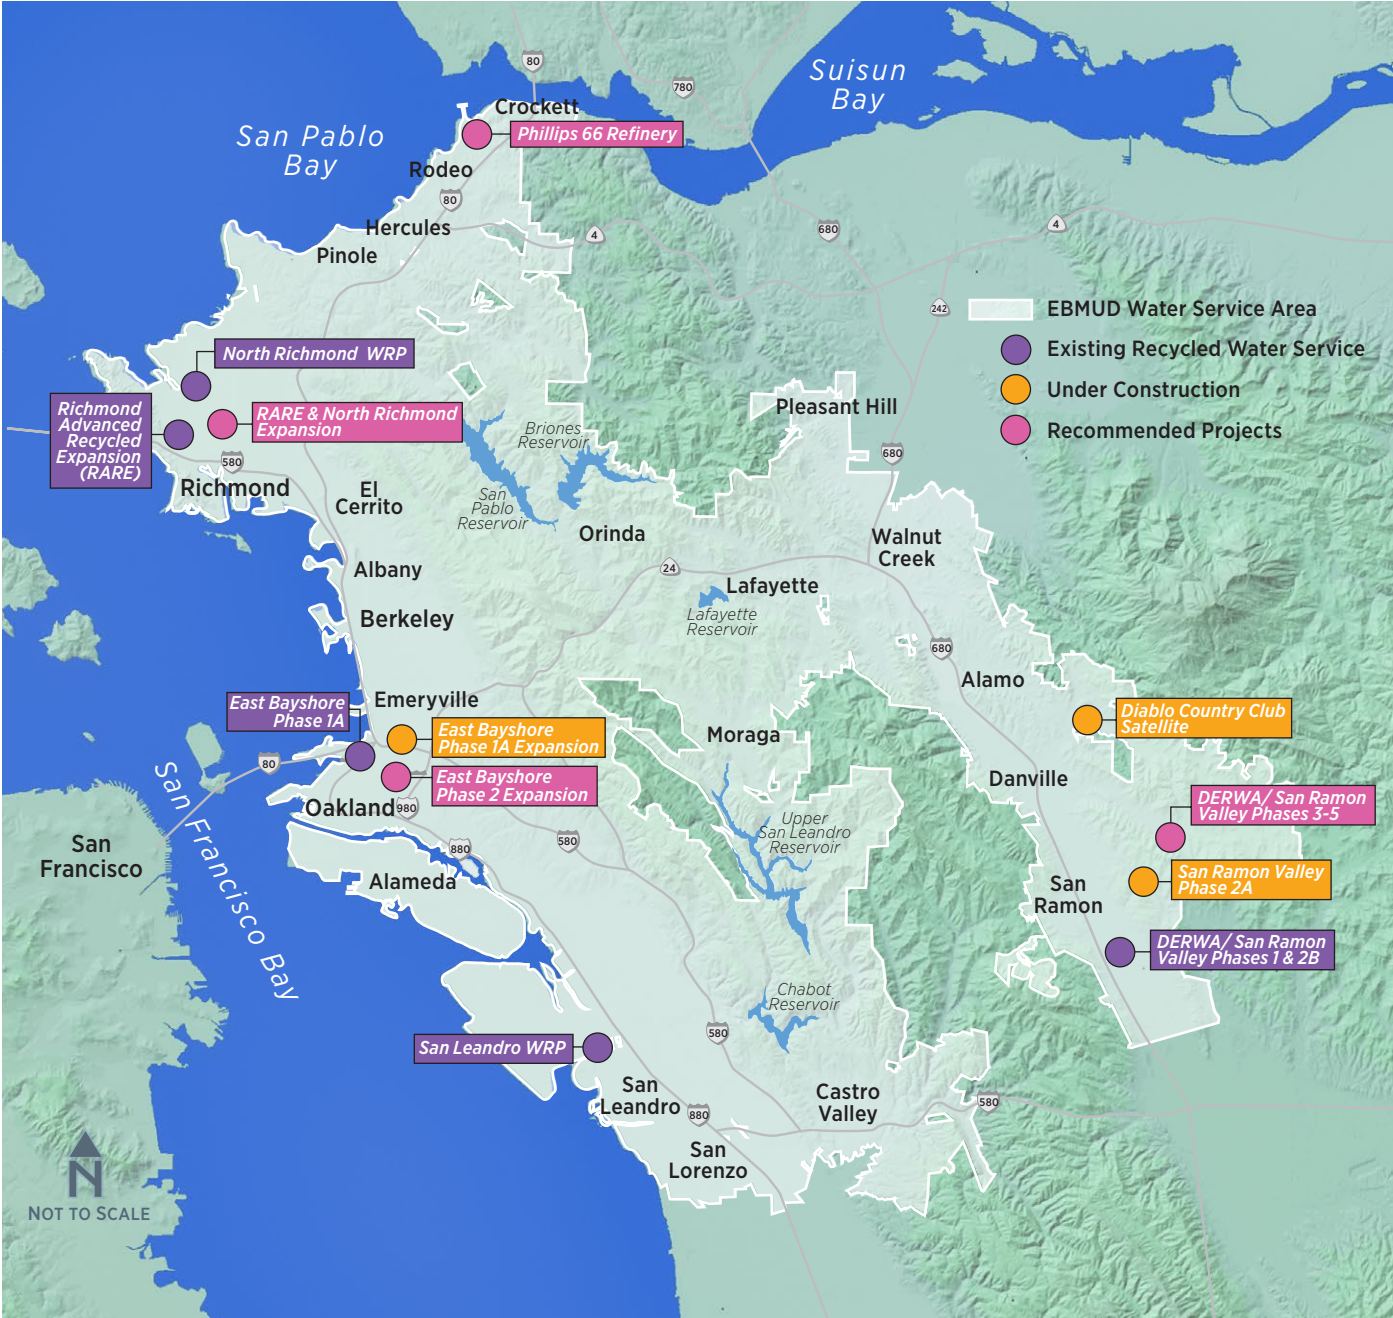 80
780
Suisun
Bay
Crockett
San Pablo
Bay
Phillips 66 Refinery
Rodeo
80
Hercules
4
680
4
Pinole
242
EBMUD Water Service Area
Existing Recycled Water Service
Under Construction
Recommended Projects
North Richmond WRP
Richmond
Advanced
Recycled
Expansion
(RARE)
RARE & North Richmond
Expansion
580
Richmond
El
Cerrito
Briones
Reservoir
San
Pablo
Reservoir
Orinda
Pleasant Hill
680
Walnut
Creek
24
Albany
Lafayette
Lafayette
Reservoir
Berkeley
680
Alamo
East Bayshore
Phase 1A
Emeryville
East Bayshore
Phase 1A Expansion
East Bayshore
Phase 2 Expansion
Moraga
Diablo Country Club
Satellite
Danville
80
Oakland
980
880
580
Upper
San Leandro
Reservoir
DERWA/ San Ramon
Valley Phases 3-5
San Ramon Valley
Phase 2A
San
Ramon
DERWA/ San Ramon
Valley Phases 1 & 2B
San
Francisco
San Francisco Bay
Alameda
Chabot
Reservoir
580
San Leandro WRP
San
Leandro
880
Castro
Valley
580
San
Lorenzo
N
NOT TO SCALE